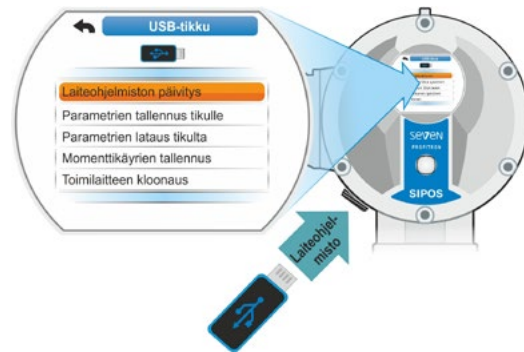 USB-tikku
Laiteohjelmiston päivitys
Parametrien tallennus tikulle
Parametrien lataus tikulta
Momenttikäyrien tallennus
Toimilaitteen kloonaus
SEVEN
PROFITRON
SIPOS
Laiteohjel-
misto